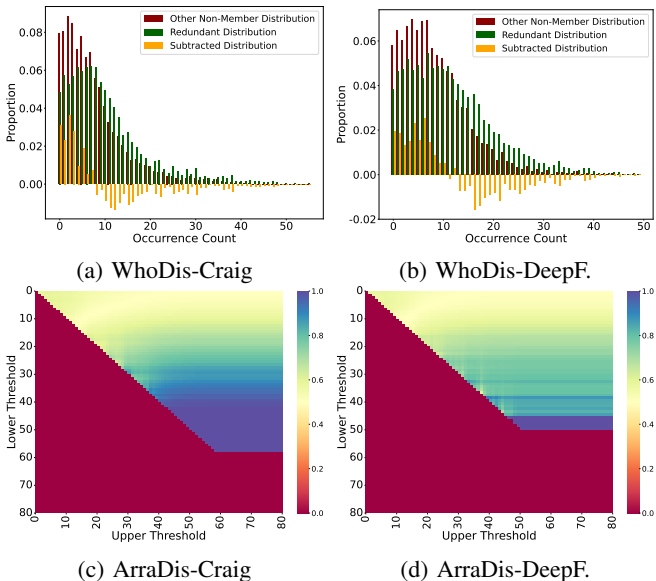 Other Non-Member Distribution
Redundant Distribution
Subtracted Distribution
0.08
0.06
0.04
0.02
0.00
Proportion
0 10 20 30 40 50
Occurrence Count
(a) WhoDis-Craig
Other Non-Member Distribution
Redundant Distribution
Subtracted Distribution
0.06
0.04
0.02
0.00
-0.02
Proportion
0 10 20 30 40 50
Occurrence Count
(b) WhoDis-DeepF.
0
10
20
30
40
50
60
70
80
Lower Threshold
0 10 20 30 40 50 60 70 80
Upper Threshold
1.0
0.8
0.6
0.4
0.2
0.0
(c) ArraDis-Craig
0
10
20
30
40
50
60
70
80
Lower Threshold
0 10 20 30 40 50 60 70 80
Upper Threshold
1.0
0.8
0.6
0.4
0.2
0.0
(d) ArraDis-DeepF.